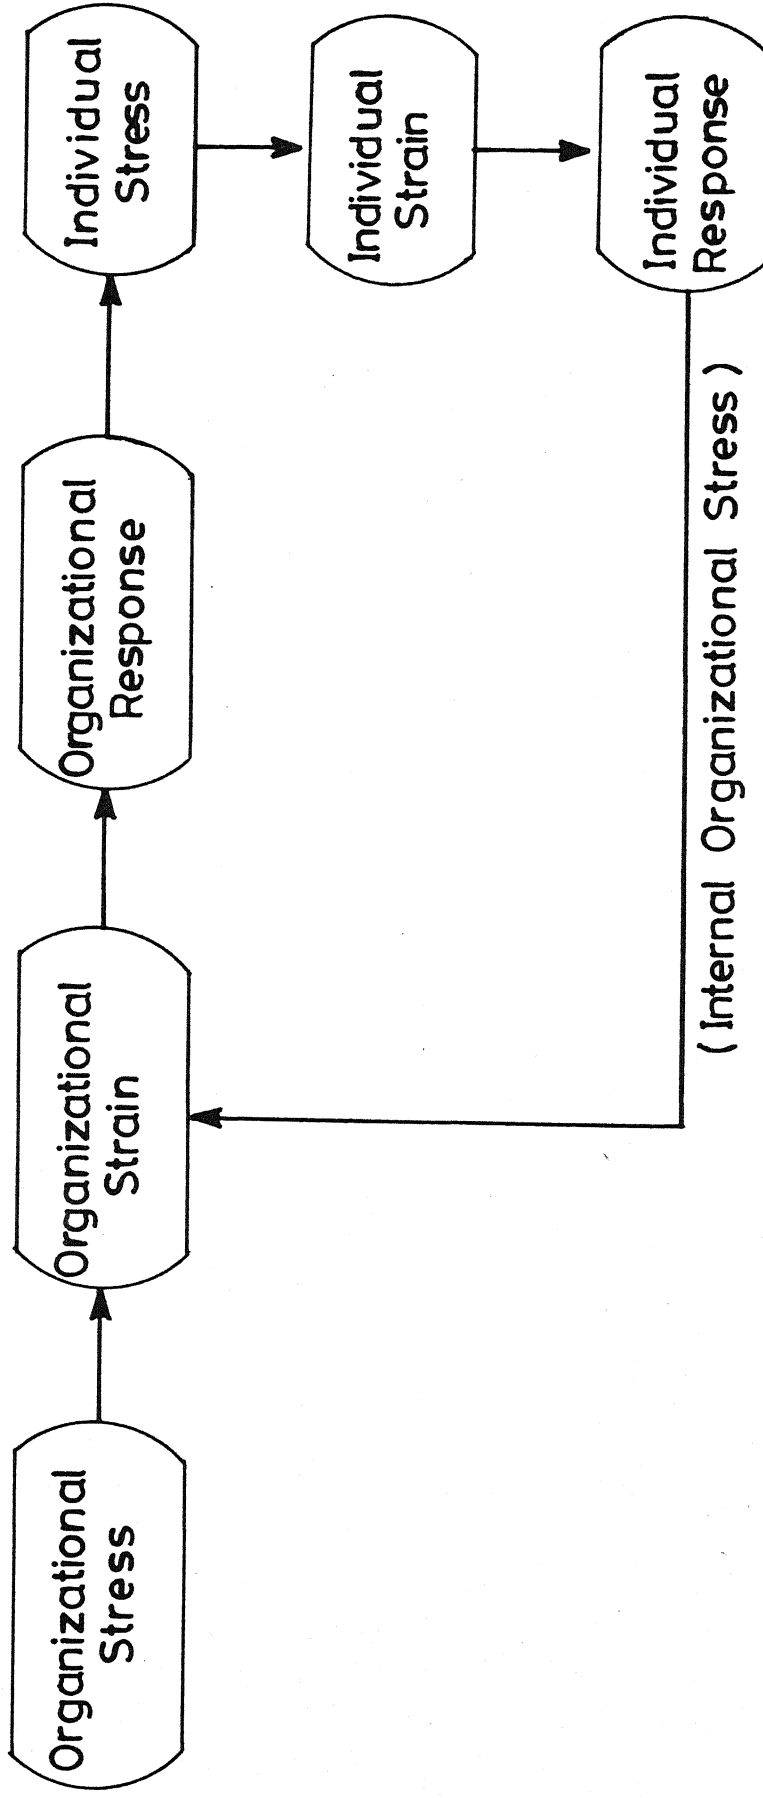 Organizational
Stress
Organizational
Strain
Organizational
Response
Individual
Stress
Individual
Strain
Individual
Response
(Internal Organizational Stress)